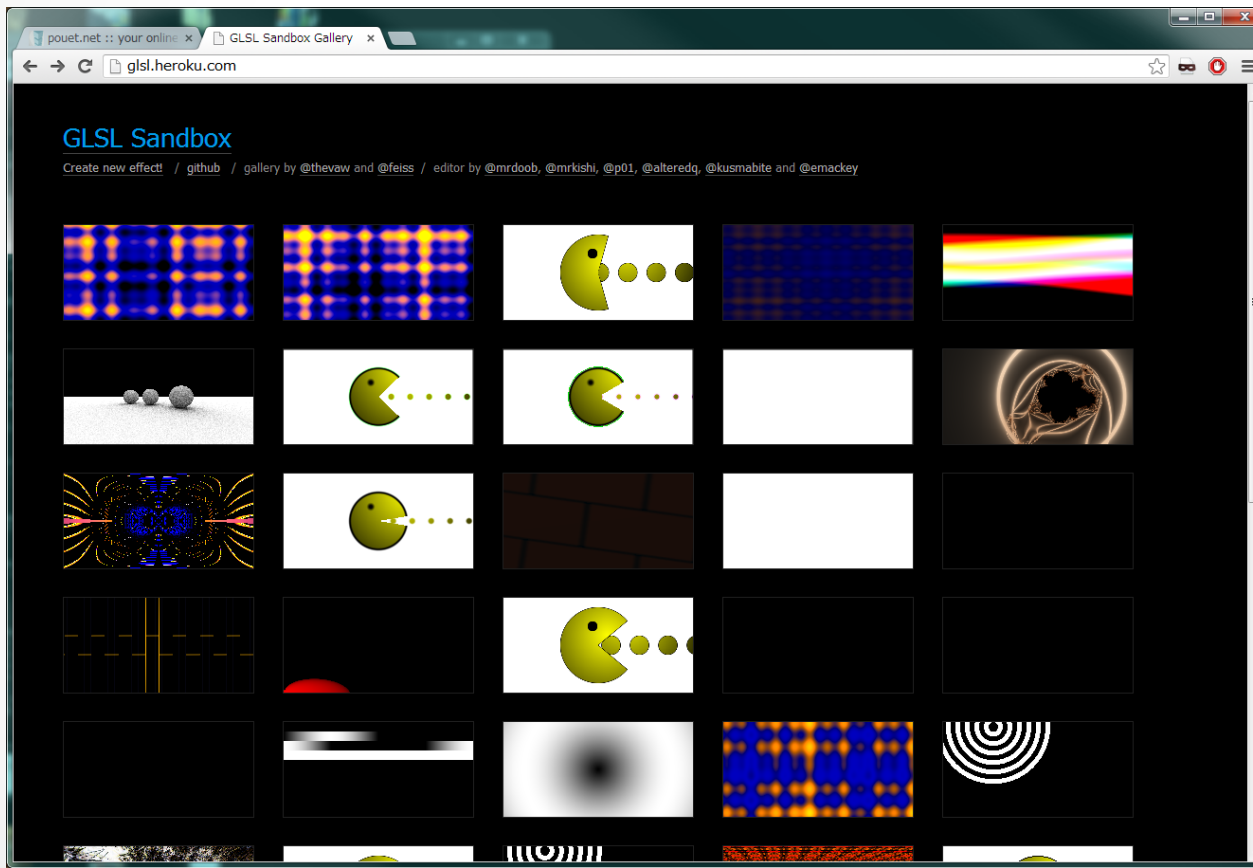 pouet.net :: your online
GLSL Sandbox Gallery
glsl.heroku.com
GLSL Sandbox
Create new effect! / github / gallery by @thevaw and @feiss / editor by @mrdoob, @mrkishi, @p01, @alteredq, @kusmabite and @emackey